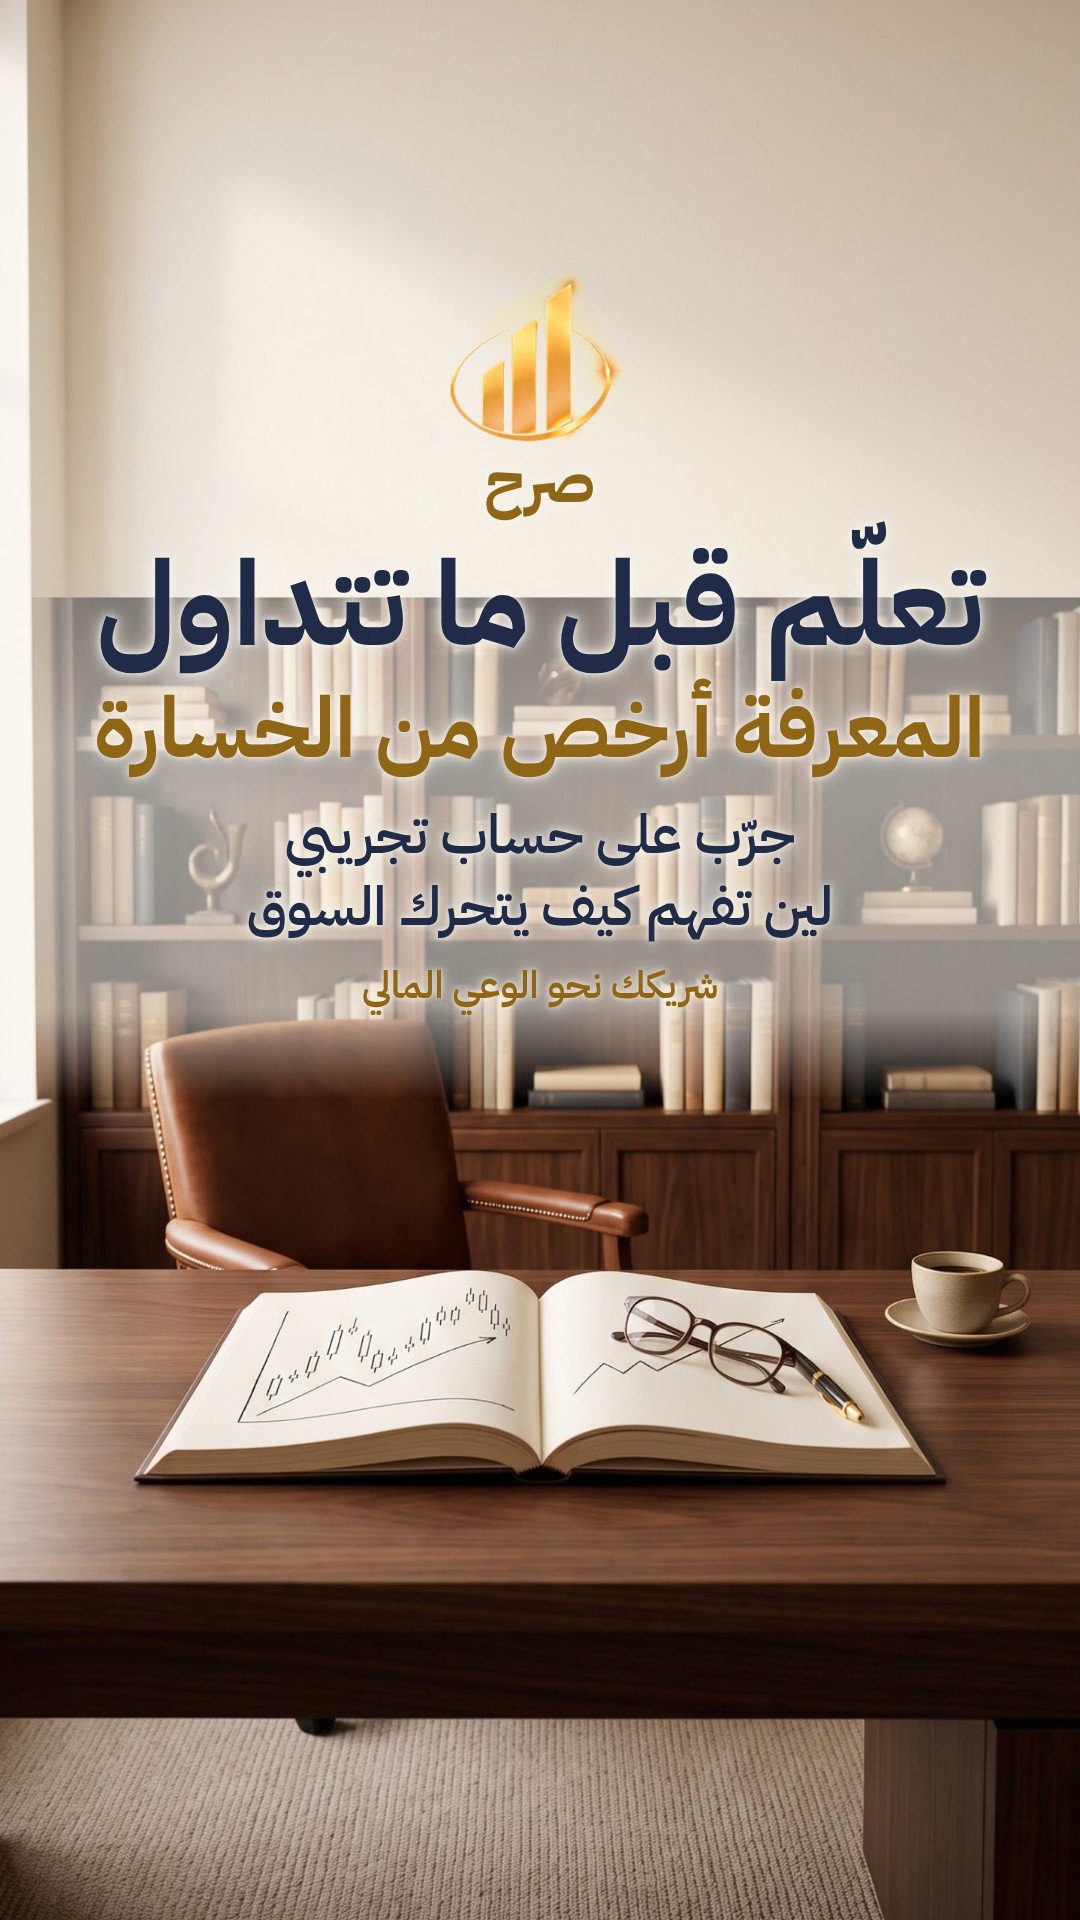 صرح
تعلّم قبل ما تتداول
المعرفة أرخص من الخسارة
جرّب على حساب تجريبي
لين تفهم كيف يتحرك السوق
شريكك نحو الوعي المالي